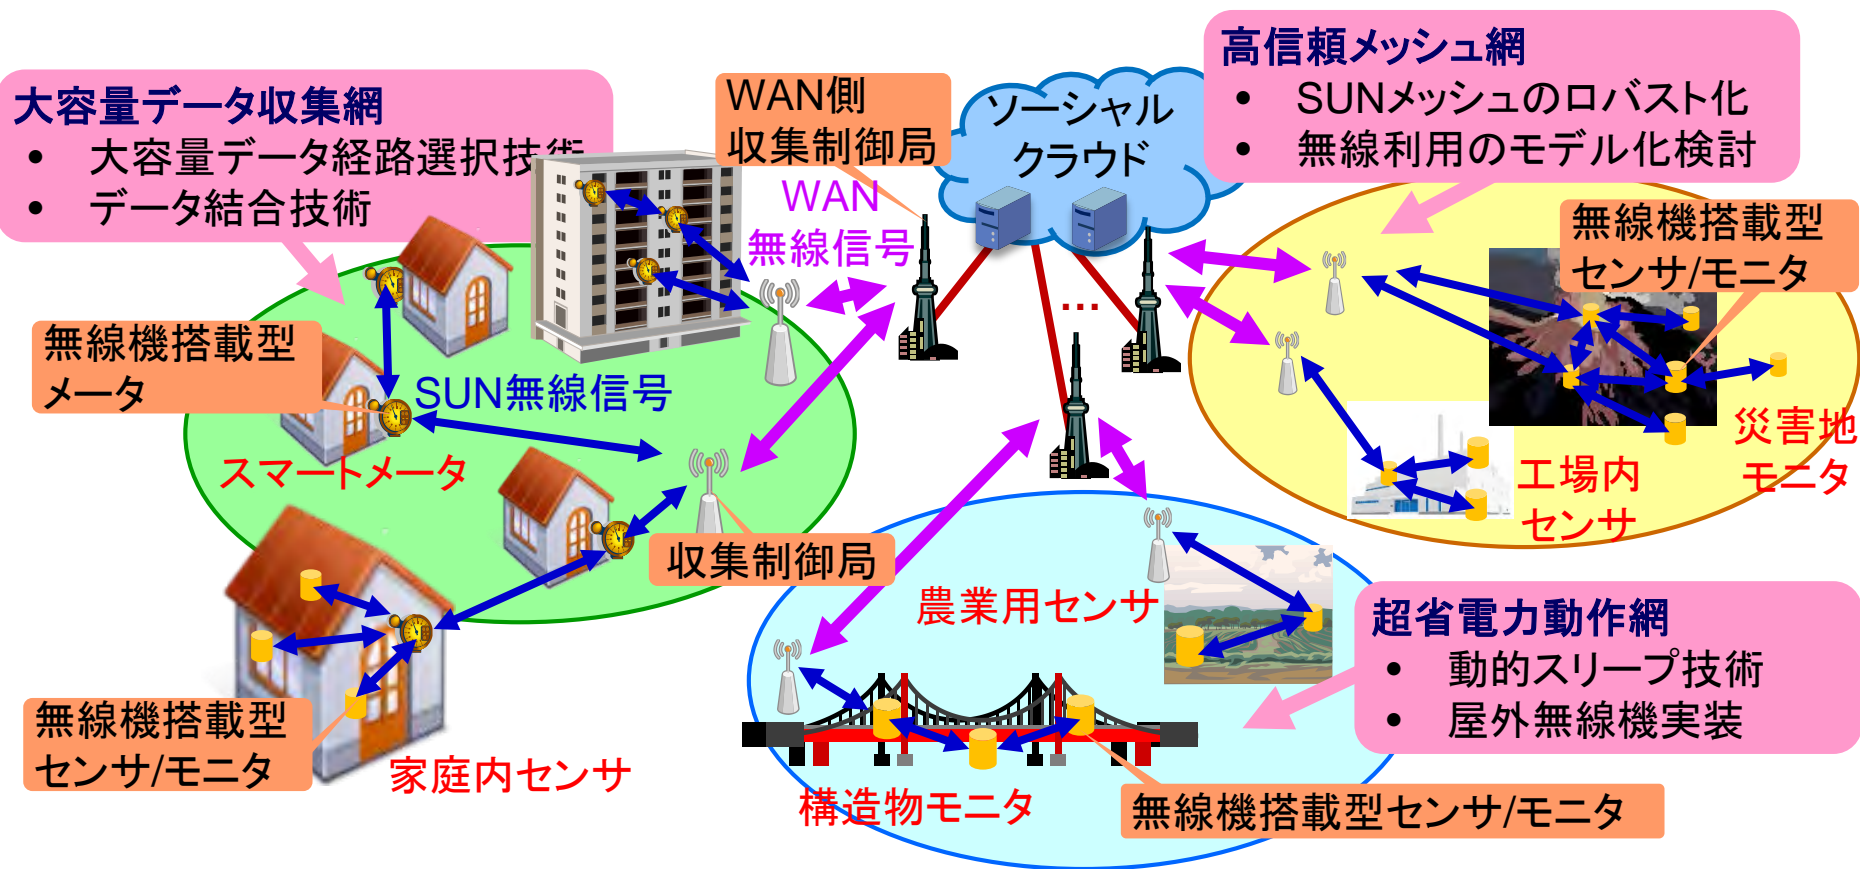 大容量データ収集網
• 大容量データ経路選択技術
• データ結合技術
WAN側
収集制御局
ソーシャル
クラウド
高信頼メッシュ網
• SUNメッシュのロバスト化
• 無線利用のモデル化検討
WAN
無線信号
無線機搭載型
センサ/モニタ
...
無線機搭載型
メータ
SUN無線信号
スマートメータ
災害地
モニタ
工場内
センサ
収集制御局
農業用センサ
超省電力動作網
• 動的スリープ技術
• 屋外無線機実装
無線機搭載型
センサ/モニタ
家庭内センサ
構造物モニタ
無線機搭載型センサ/モニタ